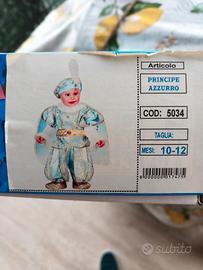 Articolo
PRINCIPE
AZZURRO
COD: 5034
TAGLIA:
MESI: 10-12
subito